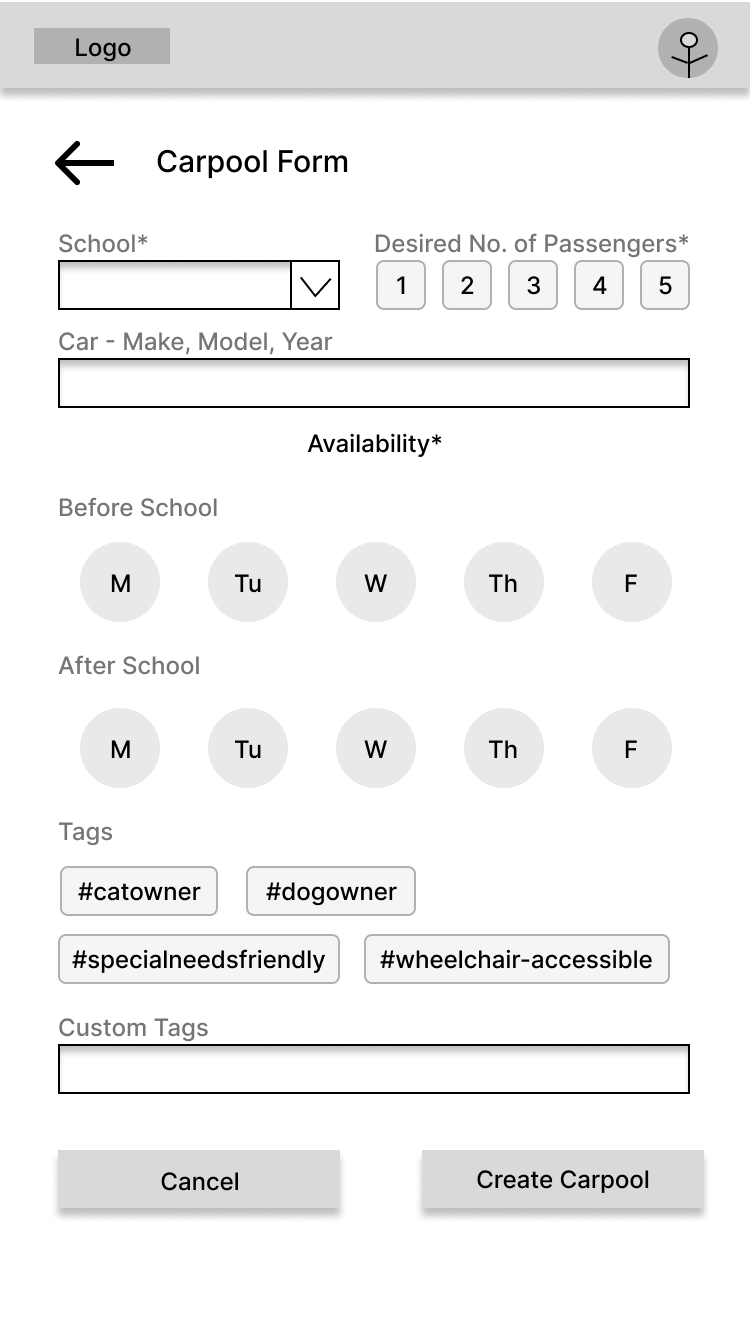 Logo
Carpool Form
School*
Desired No. of Passengers*
1 2 3 4 5
Car - Make, Model, Year
Availability*
Before School
M Tu W Th F
After School
M Tu W Th F
Tags
#catowner #dogowner
#specialneedsfriendly #wheelchair-accessible
Custom Tags
Cancel Create Carpool